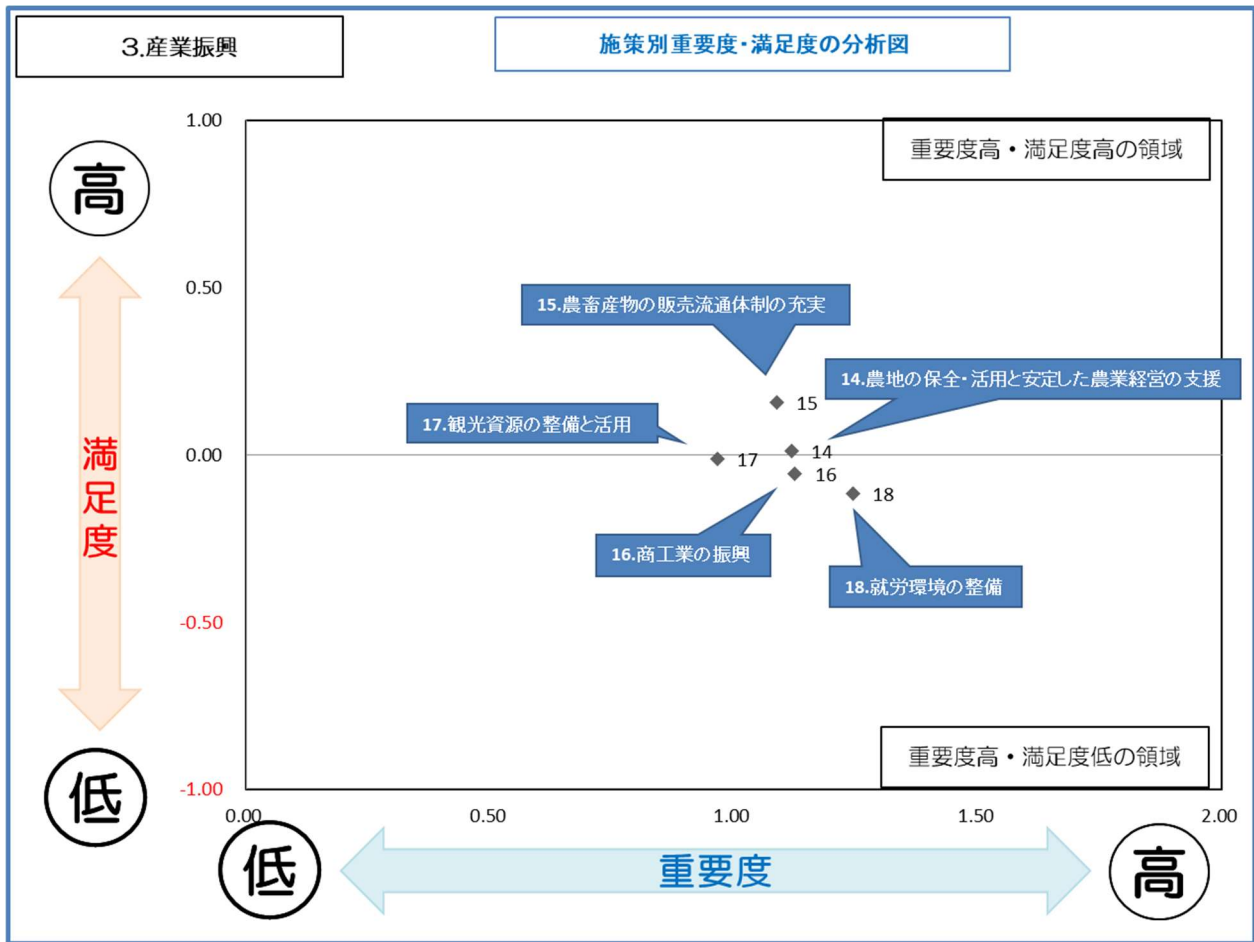 3.産業振興
施策別重要度・満足度の分析図
1.00
重要度高・満足度高の領域
高
0.50
15.農畜産物の販売流通体制の充実
14.農地の保全・活用と安定した農業経営の支援
15
17.観光資源の整備と活用
満足度
0.00
17
14
16
18
16.商工業の振興
18.就労環境の整備
-0.50
重要度高・満足度低の領域
低
-1.00
0.00
0.50
1.00
1.50
2.00
低
重要度
高